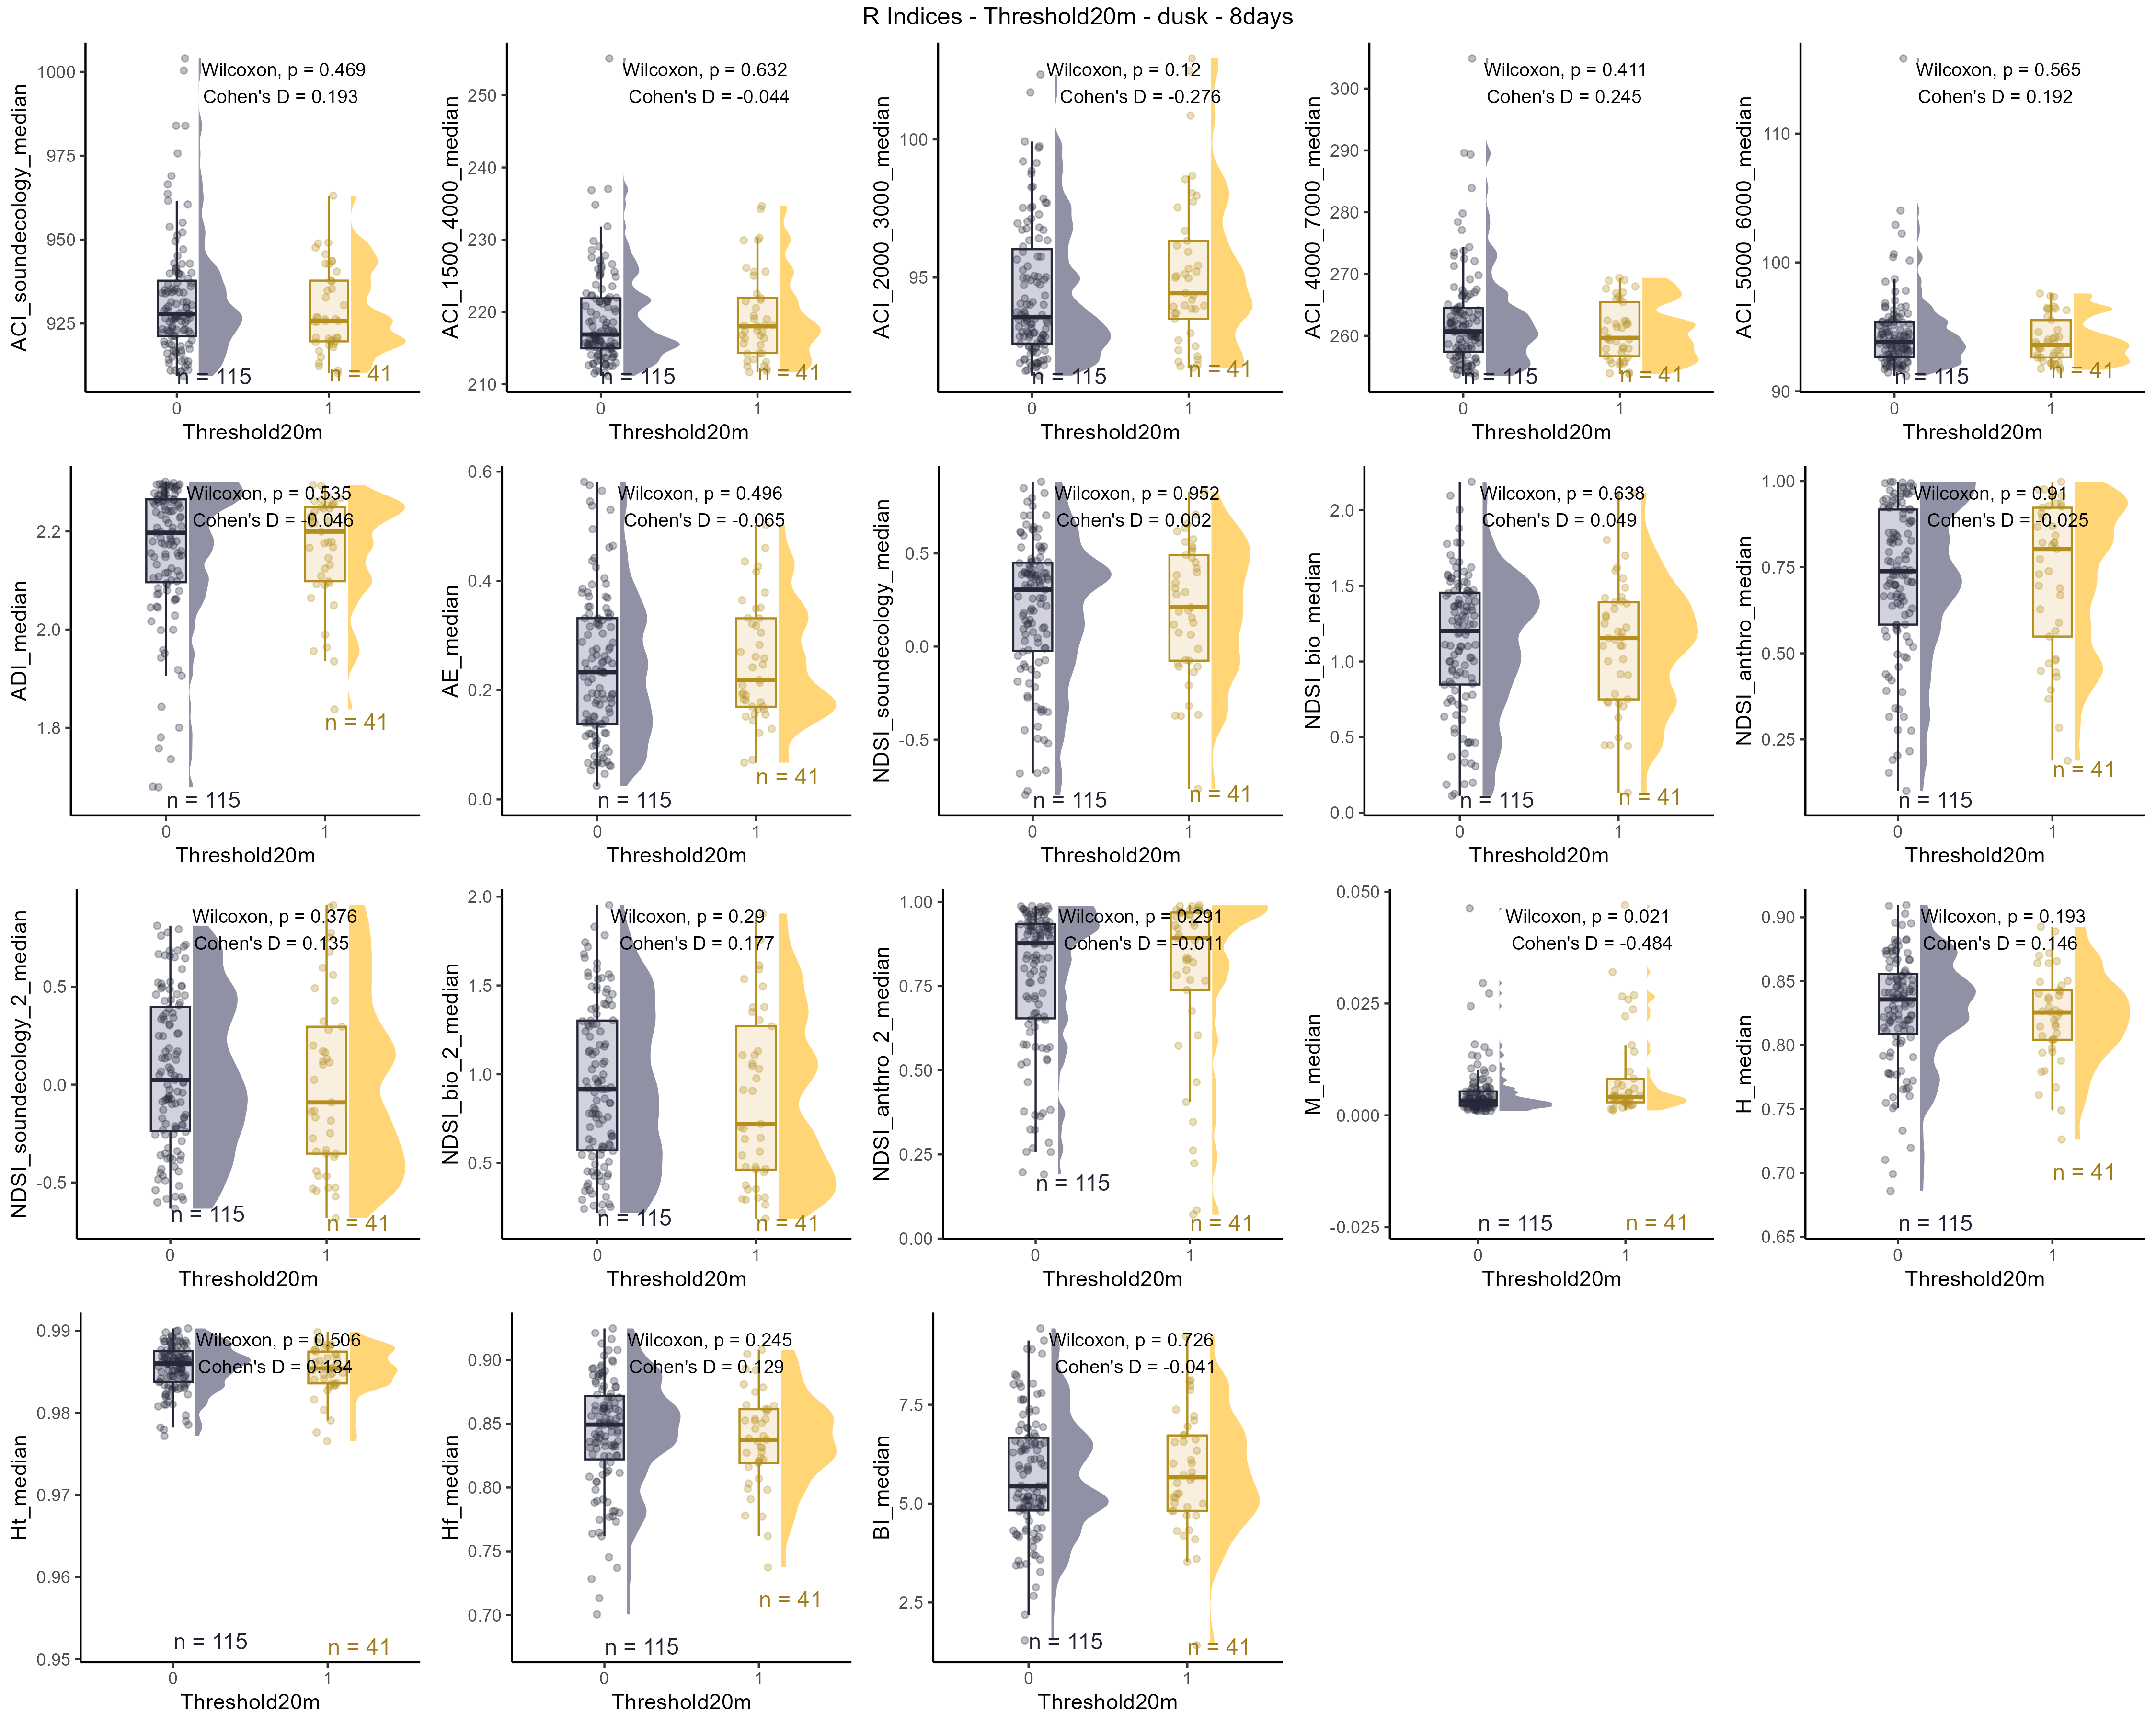 R Indices - Threshold20m - dusk - 8days
ACI_soundecology_median
1000
975
950
925
Wilcoxon, p = 0.469
Cohen's D = 0.193
n = 115
n = 41
0
1
Threshold20m
ACI_1500_4000_median
250
240
230
220
210
Wilcoxon, p = 0.632
Cohen's D = -0.044
n = 115
n = 41
0
1
Threshold20m
ACI_2000_3000_median
100
95
Wilcoxon, p = 0.12
Cohen's D = -0.276
n = 115
n = 41
0
1
Threshold20m
ACI_4000_7000_median
300
290
280
270
260
Wilcoxon, p = 0.411
Cohen's D = 0.245
n = 115
n = 41
0
1
Threshold20m
ACI_5000_6000_median
110
100
90
Wilcoxon, p = 0.565
Cohen's D = 0.192
n = 115
n = 41
0
1
Threshold20m
ADI_median
2.2
2.0
1.8
Wilcoxon, p = 0.535
Cohen's D = -0.046
n = 115
n = 41
0
1
Threshold20m
AE_median
0.6
0.4
0.2
0.0
Wilcoxon, p = 0.496
Cohen's D = -0.065
n = 115
n = 41
0
1
Threshold20m
NDSI_soundecology_median
0.5
0.0
-0.5
Wilcoxon, p = 0.952
Cohen's D = 0.002
n = 115
n = 41
0
1
Threshold20m
NDSI_bio_median
2.0
1.5
1.0
0.5
0.0
Wilcoxon, p = 0.638
Cohen's D = 0.049
n = 115
n = 41
0
1
Threshold20m
NDSI_anthro_median
1.00
0.75
0.50
0.25
Wilcoxon, p = 0.91
Cohen's D = -0.025
n = 115
n = 41
0
1
Threshold20m
NDSI_soundecology_2_median
0.5
0.0
-0.5
Wilcoxon, p = 0.376
Cohen's D = 0.135
n = 115
n = 41
0
1
Threshold20m
NDSI_bio_2_median
2.0
1.5
1.0
0.5
Wilcoxon, p = 0.29
Cohen's D = 0.177
n = 115
n = 41
0
1
Threshold20m
NDSI_anthro_2_median
1.00
0.75
0.50
0.25
0.00
Wilcoxon, p = 0.291
Cohen's D = -0.011
n = 115
n = 41
0
1
Threshold20m
M_median
0.050
0.025
0.000
-0.025
Wilcoxon, p = 0.021
Cohen's D = -0.484
n = 115
n = 41
0
1
Threshold20m
H_median
0.90
0.85
0.80
0.75
0.70
0.65
Wilcoxon, p = 0.193
Cohen's D = 0.146
n = 115
n = 41
0
1
Threshold20m
Ht_median
0.99
0.98
0.97
0.96
0.95
Wilcoxon, p = 0.506
Cohen's D = 0.134
n = 115
n = 41
0
1
Threshold20m
Hf_median
0.90
0.85
0.80
0.75
0.70
Wilcoxon, p = 0.245
Cohen's D = 0.129
n = 115
n = 41
0
1
Threshold20m
BI_median
7.5
5.0
2.5
Wilcoxon, p = 0.726
Cohen's D = -0.041
n = 115
n = 41
0
1
Threshold20m